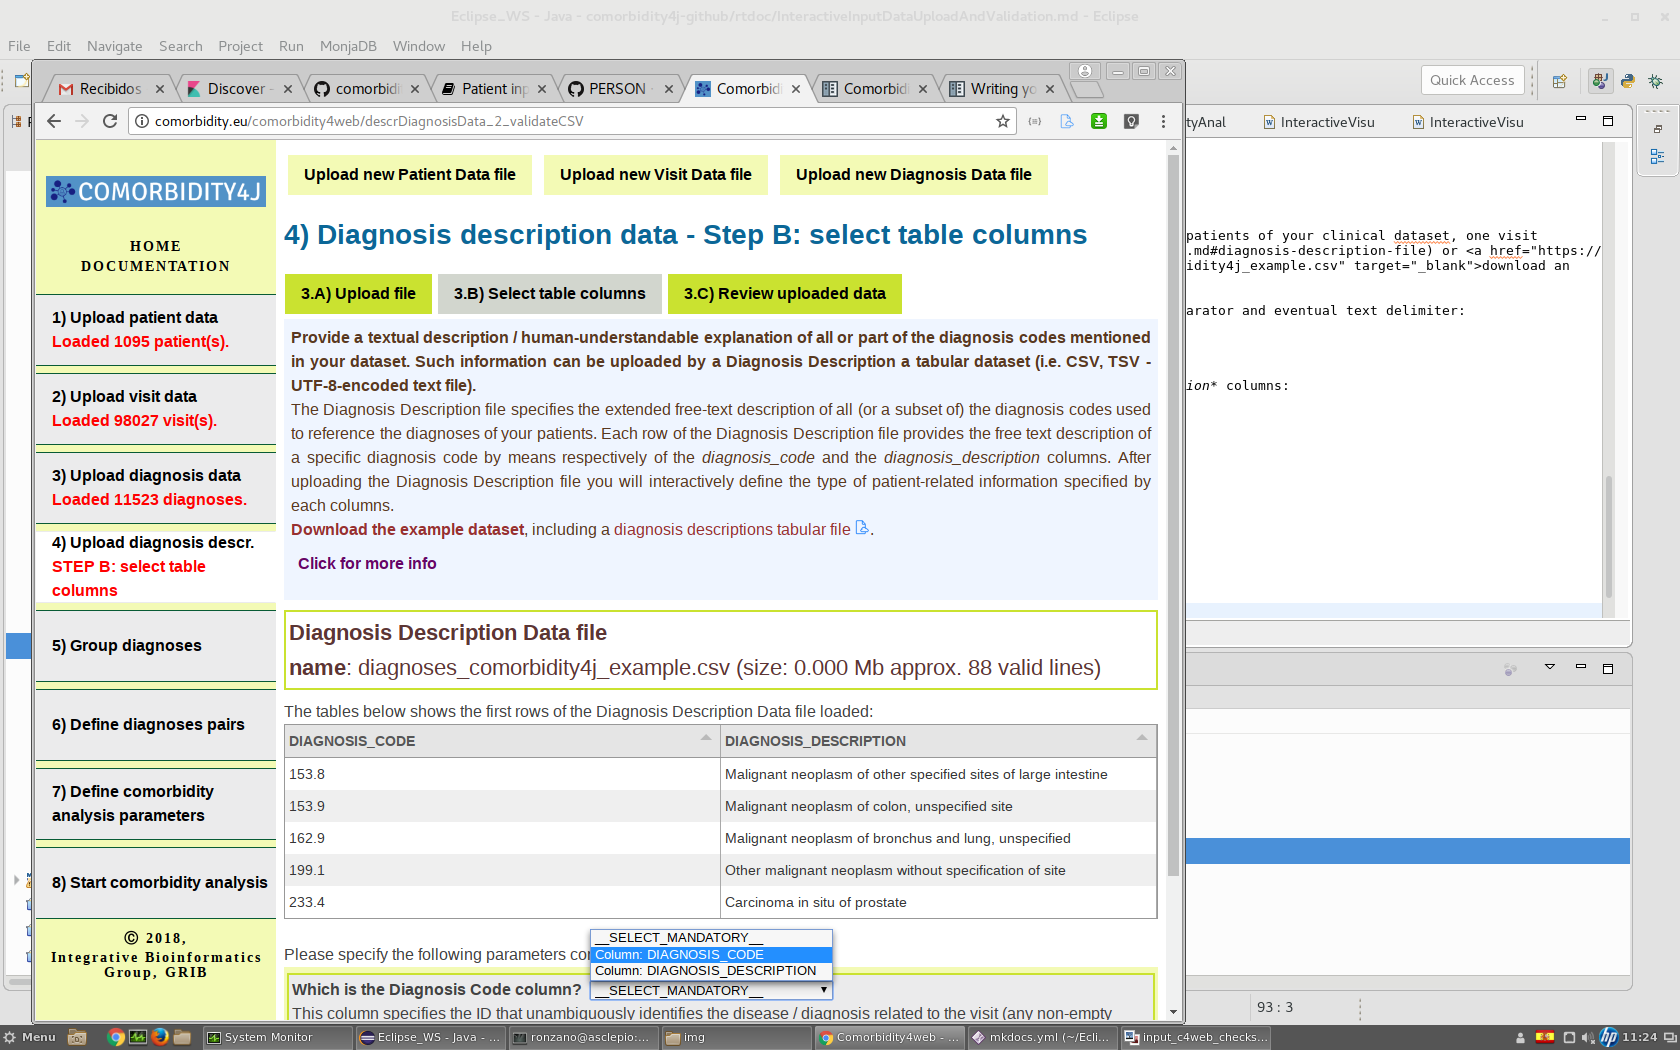 Eclipse_WS - Java - comorbidity4j-github/rtdoc/InteractiveInputDataUploadAndValidation.md - Eclipse
File Edit Navigate Search Project Run MonjaDB Window Help
Quick Access
Recibidos
Discover -
comorbidi
Patient inp
PERSON
Comorbidi
Comorbidi
Writing yo
comorbidity.eu/comorbidity4web/descrDiagnosisData_2_validateCSV
tyAnal
InteractiveVisu
InteractiveVisu
COMORBIDITY4J
HOME
DOCUMENTATION
1) Upload patient data
Loaded 1095 patient(s).
2) Upload visit data
Loaded 98027 visit(s).
3) Upload diagnosis data
Loaded 11523 diagnoses.
4) Upload diagnosis descr.
STEP B: select table
columns
5) Group diagnoses
6) Define diagnoses pairs
7) Define comorbidity
analysis parameters
8) Start comorbidity analysis
© 2018,
Integrative Bioinformatics
Group, GRIB
Upload new Patient Data file
Upload new Visit Data file
Upload new Diagnosis Data file
4) Diagnosis description data - Step B: select table columns
3.A) Upload file
3.B) Select table columns
3.C) Review uploaded data
Provide a textual description / human-understandable explanation of all or part of the diagnosis codes mentioned
in your dataset. Such information can be uploaded by a Diagnosis Description a tabular dataset (i.e. CSV, TSV -
UTF-8-encoded text file).
The Diagnosis Description file specifies the extended free-text description of all (or a subset of) the diagnosis codes used
to reference the diagnoses of your patients. Each row of the Diagnosis Description file provides the free text description of
a specific diagnosis code by means respectively of the diagnosis_code and the diagnosis_description columns. After
uploading the Diagnosis Description file you will interactively define the type of patient-related information specified by
each columns.
Download the example dataset, including a diagnosis descriptions tabular file .
Click for more info
Diagnosis Description Data file
name: diagnoses_comorbidity4j_example.csv (size: 0.000 Mb approx. 88 valid lines)
The tables below shows the first rows of the Diagnosis Description Data file loaded:
DIAGNOSIS_CODE DIAGNOSIS_DESCRIPTION
153.8 Malignant neoplasm of other specified sites of large intestine
153.9 Malignant neoplasm of colon, unspecified site
162.9 Malignant neoplasm of bronchus and lung, unspecified
199.1 Other malignant neoplasm without specification of site
233.4 Carcinoma in situ of prostate
Please specify the following parameters co
__SELECT_MANDATORY__
Column: DIAGNOSIS_CODE
Column: DIAGNOSIS_DESCRIPTION
Which is the Diagnosis Code column? __SELECT_MANDATORY__
This column specifies the ID that unambiguously identifies the disease / diagnosis related to the visit (any non-empty
patients of your clinical dataset, one visit
.md#diagnosis-description-file) or <a href="https://
idity4j_example.csv" target="_blank">download an
arator and eventual text delimiter:
ion* columns:
93 : 3
Menu
System Monitor
Eclipse_WS - Java - ...
ronzano@asclepio:...
img
Comorbidity4web - ...
mkdocs.yml (~/Ecli...
input_c4web_checks...
hp
11:24